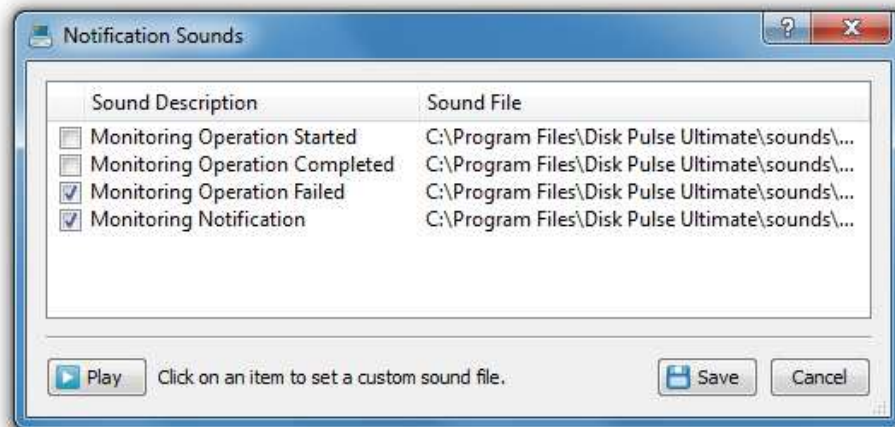 Notification Sounds
Sound Description Sound File
Monitoring Operation Started C:\Program Files\Disk Pulse Ultimate\sounds\...
Monitoring Operation Completed C:\Program Files\Disk Pulse Ultimate\sounds\...
Monitoring Operation Failed C:\Program Files\Disk Pulse Ultimate\sounds\...
Monitoring Notification C:\Program Files\Disk Pulse Ultimate\sounds\...
Play Click on an item to set a custom sound file. Save Cancel